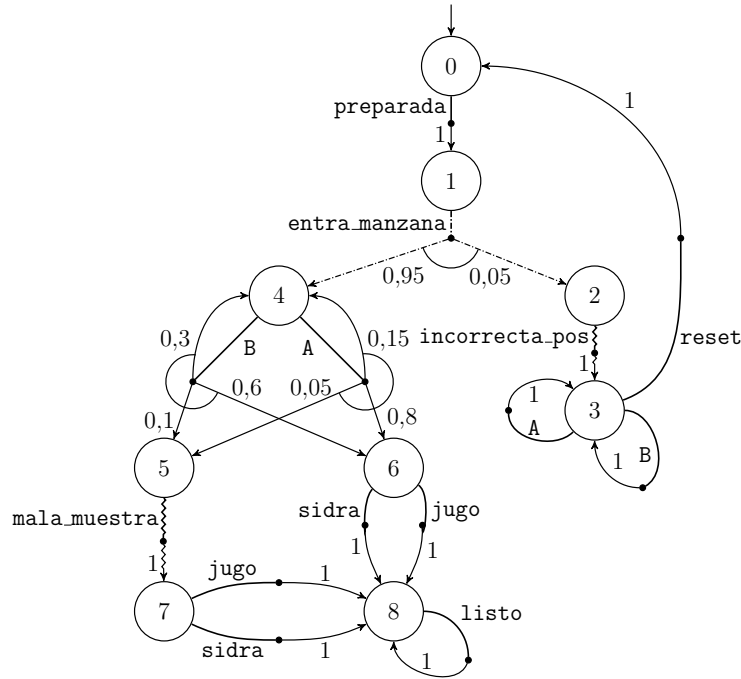 0
1
preparada
1
1
entra_manzana
0,95
0,05
4
2
0,3
B
A
0,15
incorrecta_pos
reset
1
0,6
0,05
1
3
A
B
1
0,1
0,8
5
6
mala_muestra
sidra
jugo
1
1
1
jugo
1
listo
7
8
sidra
1
1